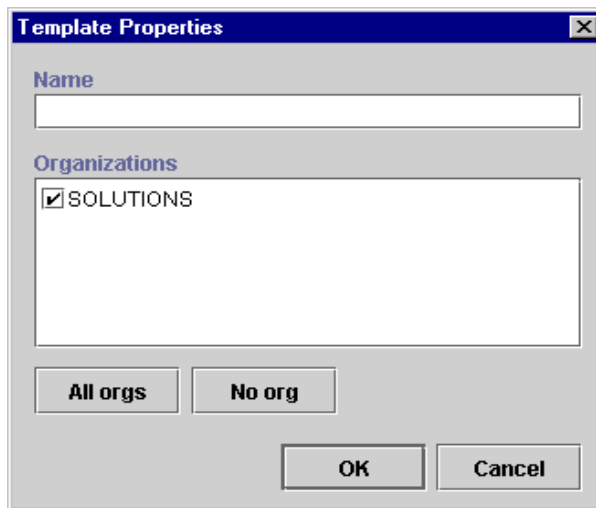 Template Properties
Name
Organizations
SOLUTIONS
All orgs No org
OK Cancel